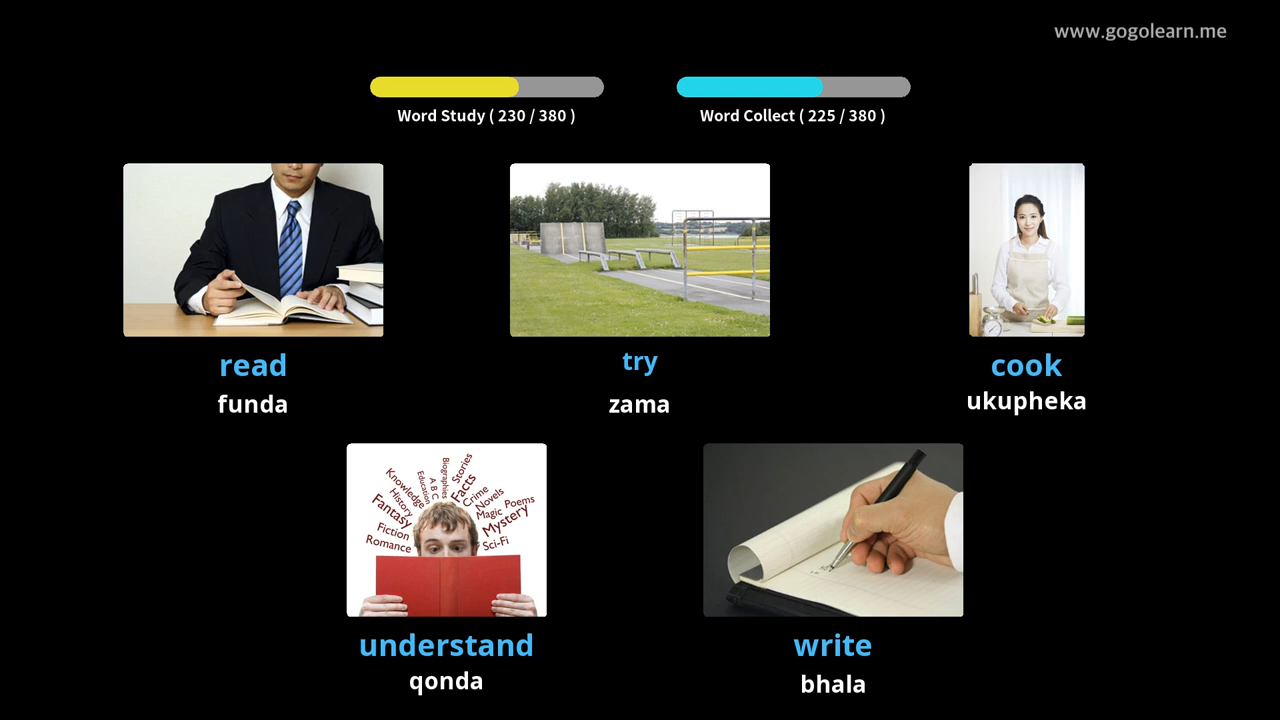 www.gogolearn.me
Word Study ( 230 / 380 )
Word Collect ( 225 / 380 )
read
funda
try
zama
cook
ukupheka
Knowledge
History
Fantasy
Fiction
Romance
Education
A B C
Biographies
Stories
Facts
Crime
Novels
Magic
Poems
Mystery
Sci-Fi
understand
qonda
write
bhala